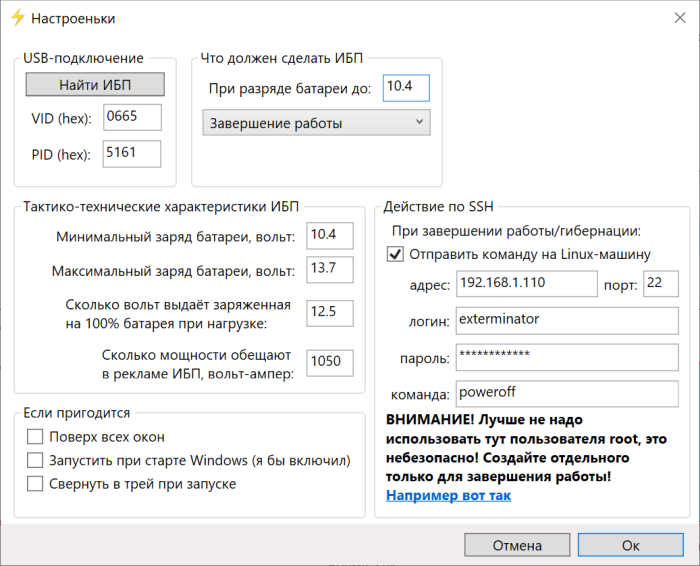 Настроеньки
USB-подключение
Найти ИБП
VID (hex): 0665
PID (hex): 5161
Что должен сделать ИБП
При разряде батареи до: 10.4
Завершение работы
Тактико-технические характеристики ИБП
Минимальный заряд батареи, вольт: 10.4
Максимальный заряд батареи, вольт: 13.7
Сколько вольт выдаёт заряженная
на 100% батарея при нагрузке: 12.5
Сколько мощности обещают
в рекламе ИБП, вольт-ампер: 1050
Если пригодится
Поверх всех окон
Запустить при старте Windows (я бы включил)
Свернуть в трей при запуске
Действие по SSH
При завершении работы/гибернации:
Отправить команду на Linux-машину
адрес: 192.168.1.110 порт: 22
логин: exterminator
пароль: ************
команда: poweroff
ВНИМАНИЕ! Лучше не надо
использовать тут пользователя root, это
небезопасно! Создайте отдельного
только для завершения работы!
Например вот так
Отмена Ок